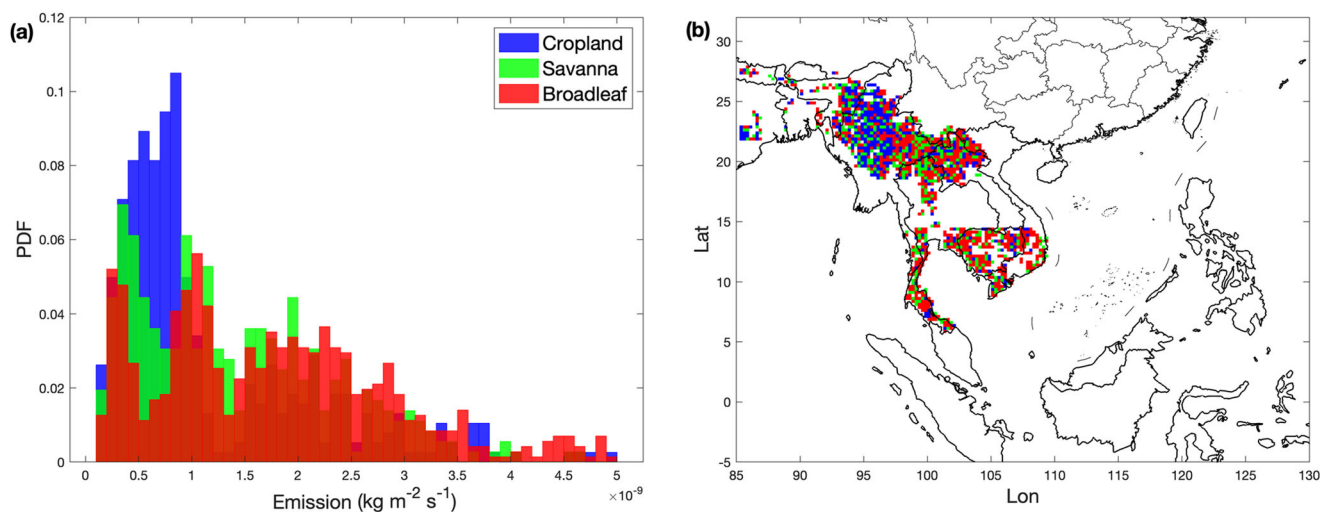 (a)
0.12
0.1
0.08
0.06
0.04
0.02
0
PDF
Cropland
Savanna
Broadleaf
0 0.5 1 1.5 2 2.5 3 3.5 4 4.5 5
×10⁻⁹
Emission (kg m⁻² s⁻¹)
(b)
30
25
20
15
10
5
0
-5
Lat
85 90 95 100 105 110 115 120 125 130
Lon